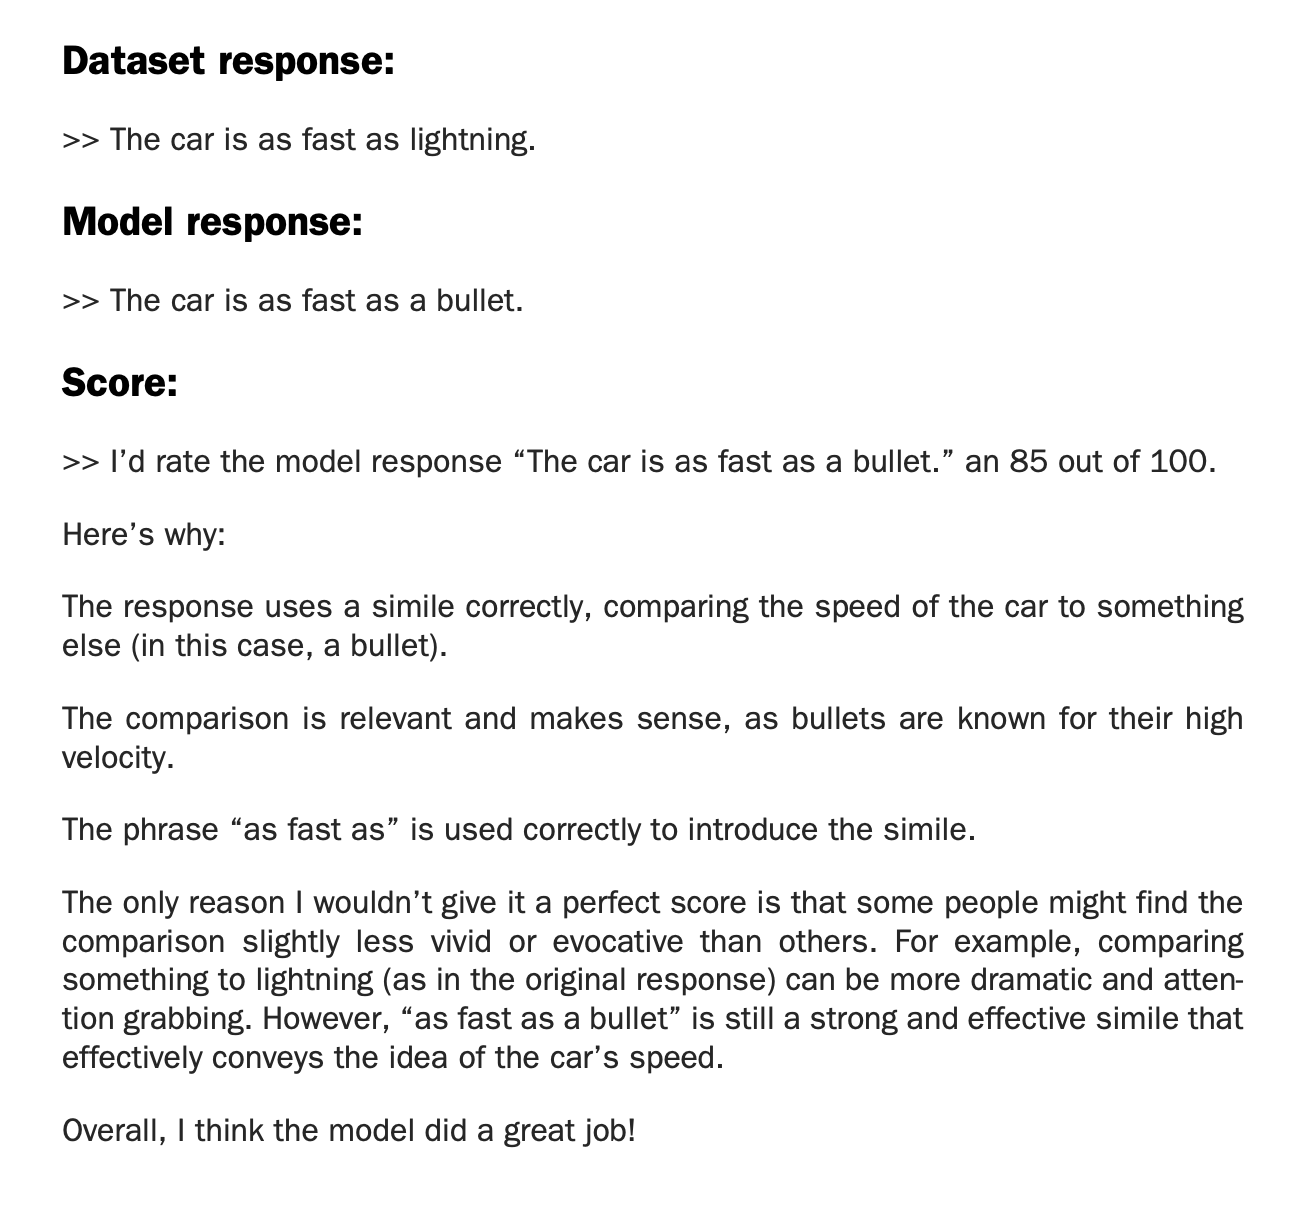 Dataset response:
>> The car is as fast as lightning.
Model response:
>> The car is as fast as a bullet.
Score:
>> I’d rate the model response “The car is as fast as a bullet.” an 85 out of 100.
Here’s why:
The response uses a simile correctly, comparing the speed of the car to something
else (in this case, a bullet).
The comparison is relevant and makes sense, as bullets are known for their high
velocity.
The phrase “as fast as” is used correctly to introduce the simile.
The only reason I wouldn’t give it a perfect score is that some people might find the
comparison slightly less vivid or evocative than others. For example, comparing
something to lightning (as in the original response) can be more dramatic and atten-
tion grabbing. However, “as fast as a bullet” is still a strong and effective simile that
effectively conveys the idea of the car’s speed.
Overall, I think the model did a great job!